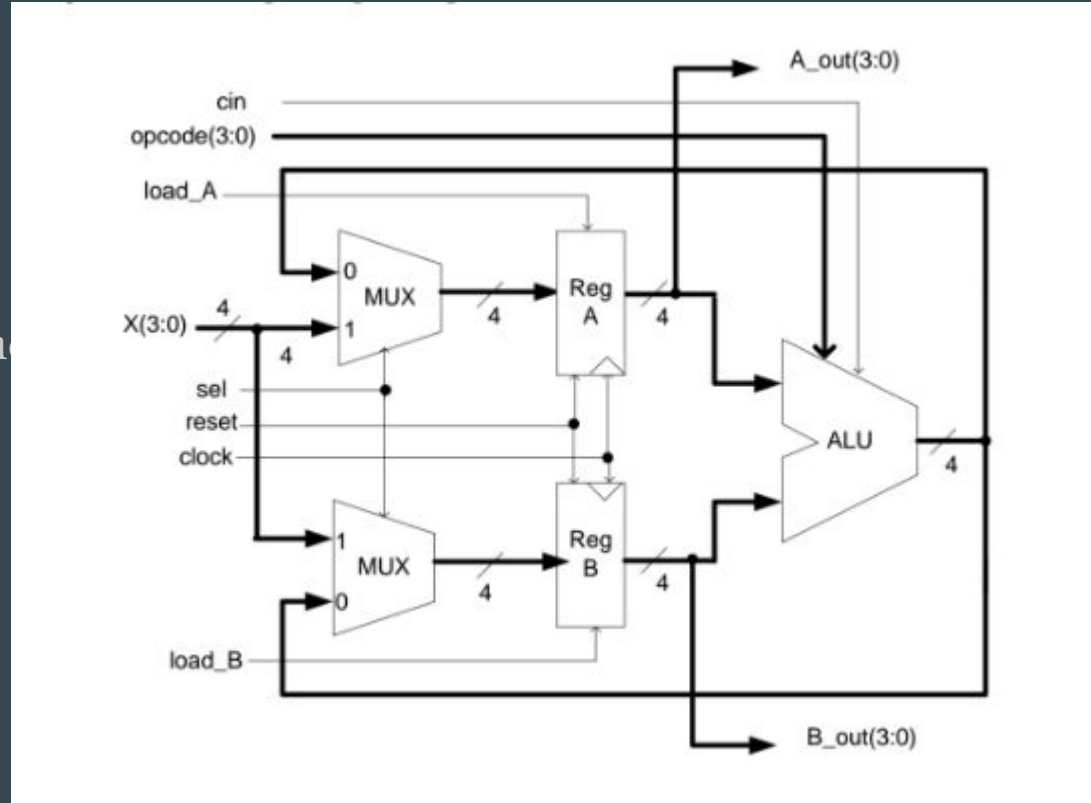 A_out(3:0)
cin
opcode(3:0)
load_A
0
MUX
1
4
X(3:0)
4
4
Reg
A
4
sel
reset
clock
ALU
4
1
MUX
0
4
Reg
B
4
load_B
B_out(3:0)